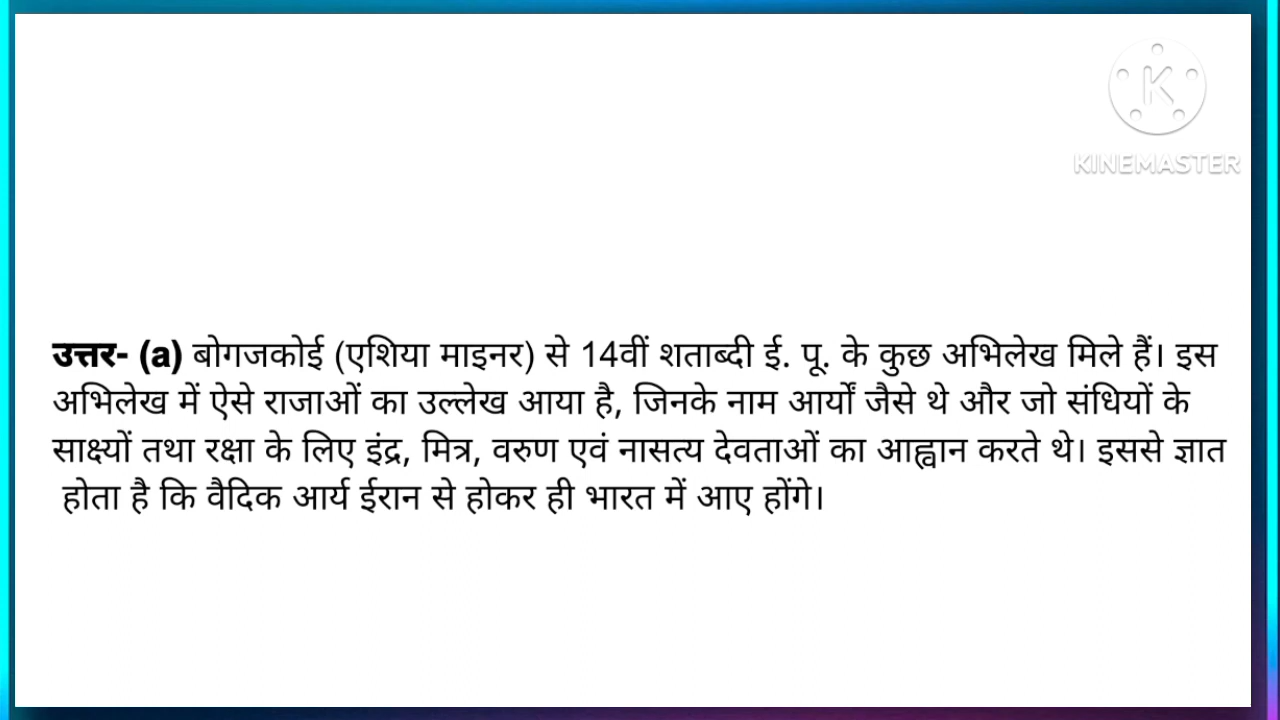 KINEMASTER
उत्तर- (a) बोगजकोई (एशिया माइनर) से 14वीं शताब्दी ई. पू. के कुछ अभिलेख मिले हैं। इस
अभिलेख में ऐसे राजाओं का उल्लेख आया है, जिनके नाम आर्यों जैसे थे और जो संधियों के
साक्ष्यों तथा रक्षा के लिए इंद्र, मित्र, वरुण एवं नासत्य देवताओं का आह्वान करते थे। इससे ज्ञात
होता है कि वैदिक आर्य ईरान से होकर ही भारत में आए होंगे।